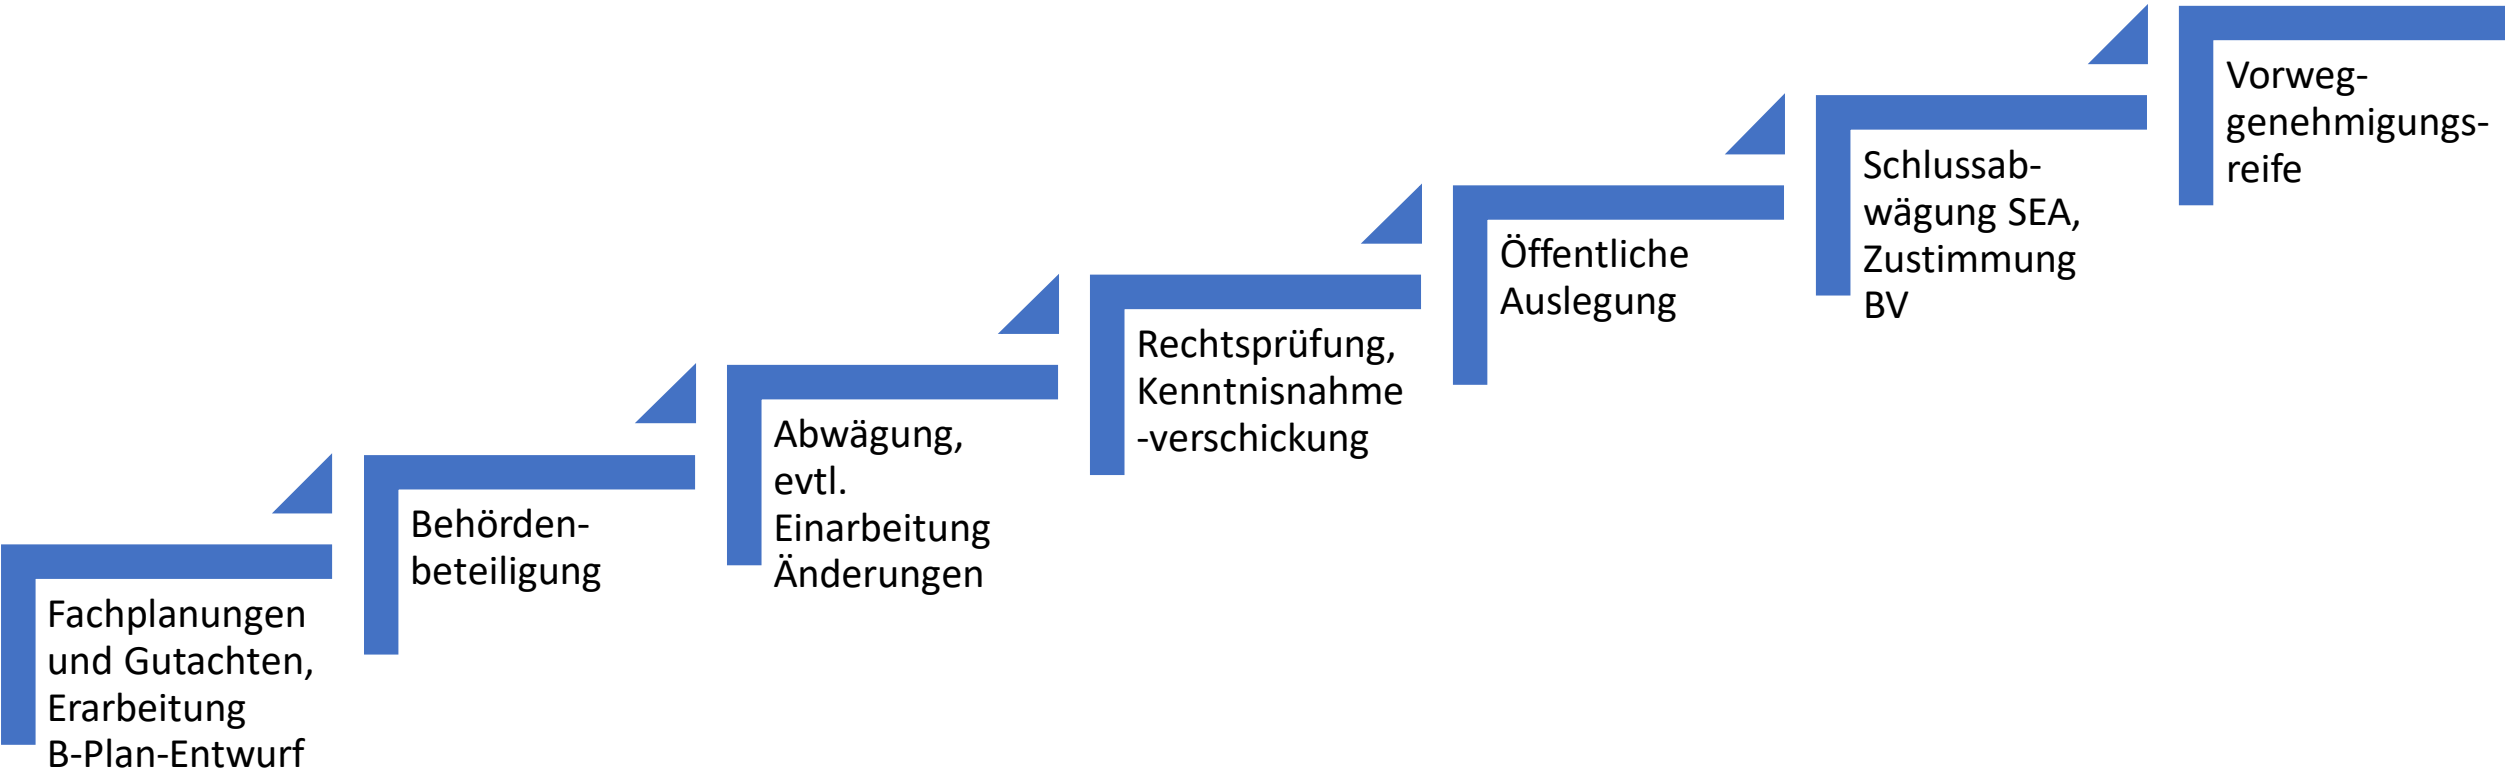 Fachplanungen
und Gutachten,
Erarbeitung
B-Plan-Entwurf
Behörden-
beteiligung
Abwägung,
evtl.
Einarbeitung
Änderungen
Rechtsprüfung,
Kenntnisnahme
-verschickung
Öffentliche
Auslegung
Schlussab-
wägung SEA,
Zustimmung
BV
Vorweg-
genehmigungs-
reife